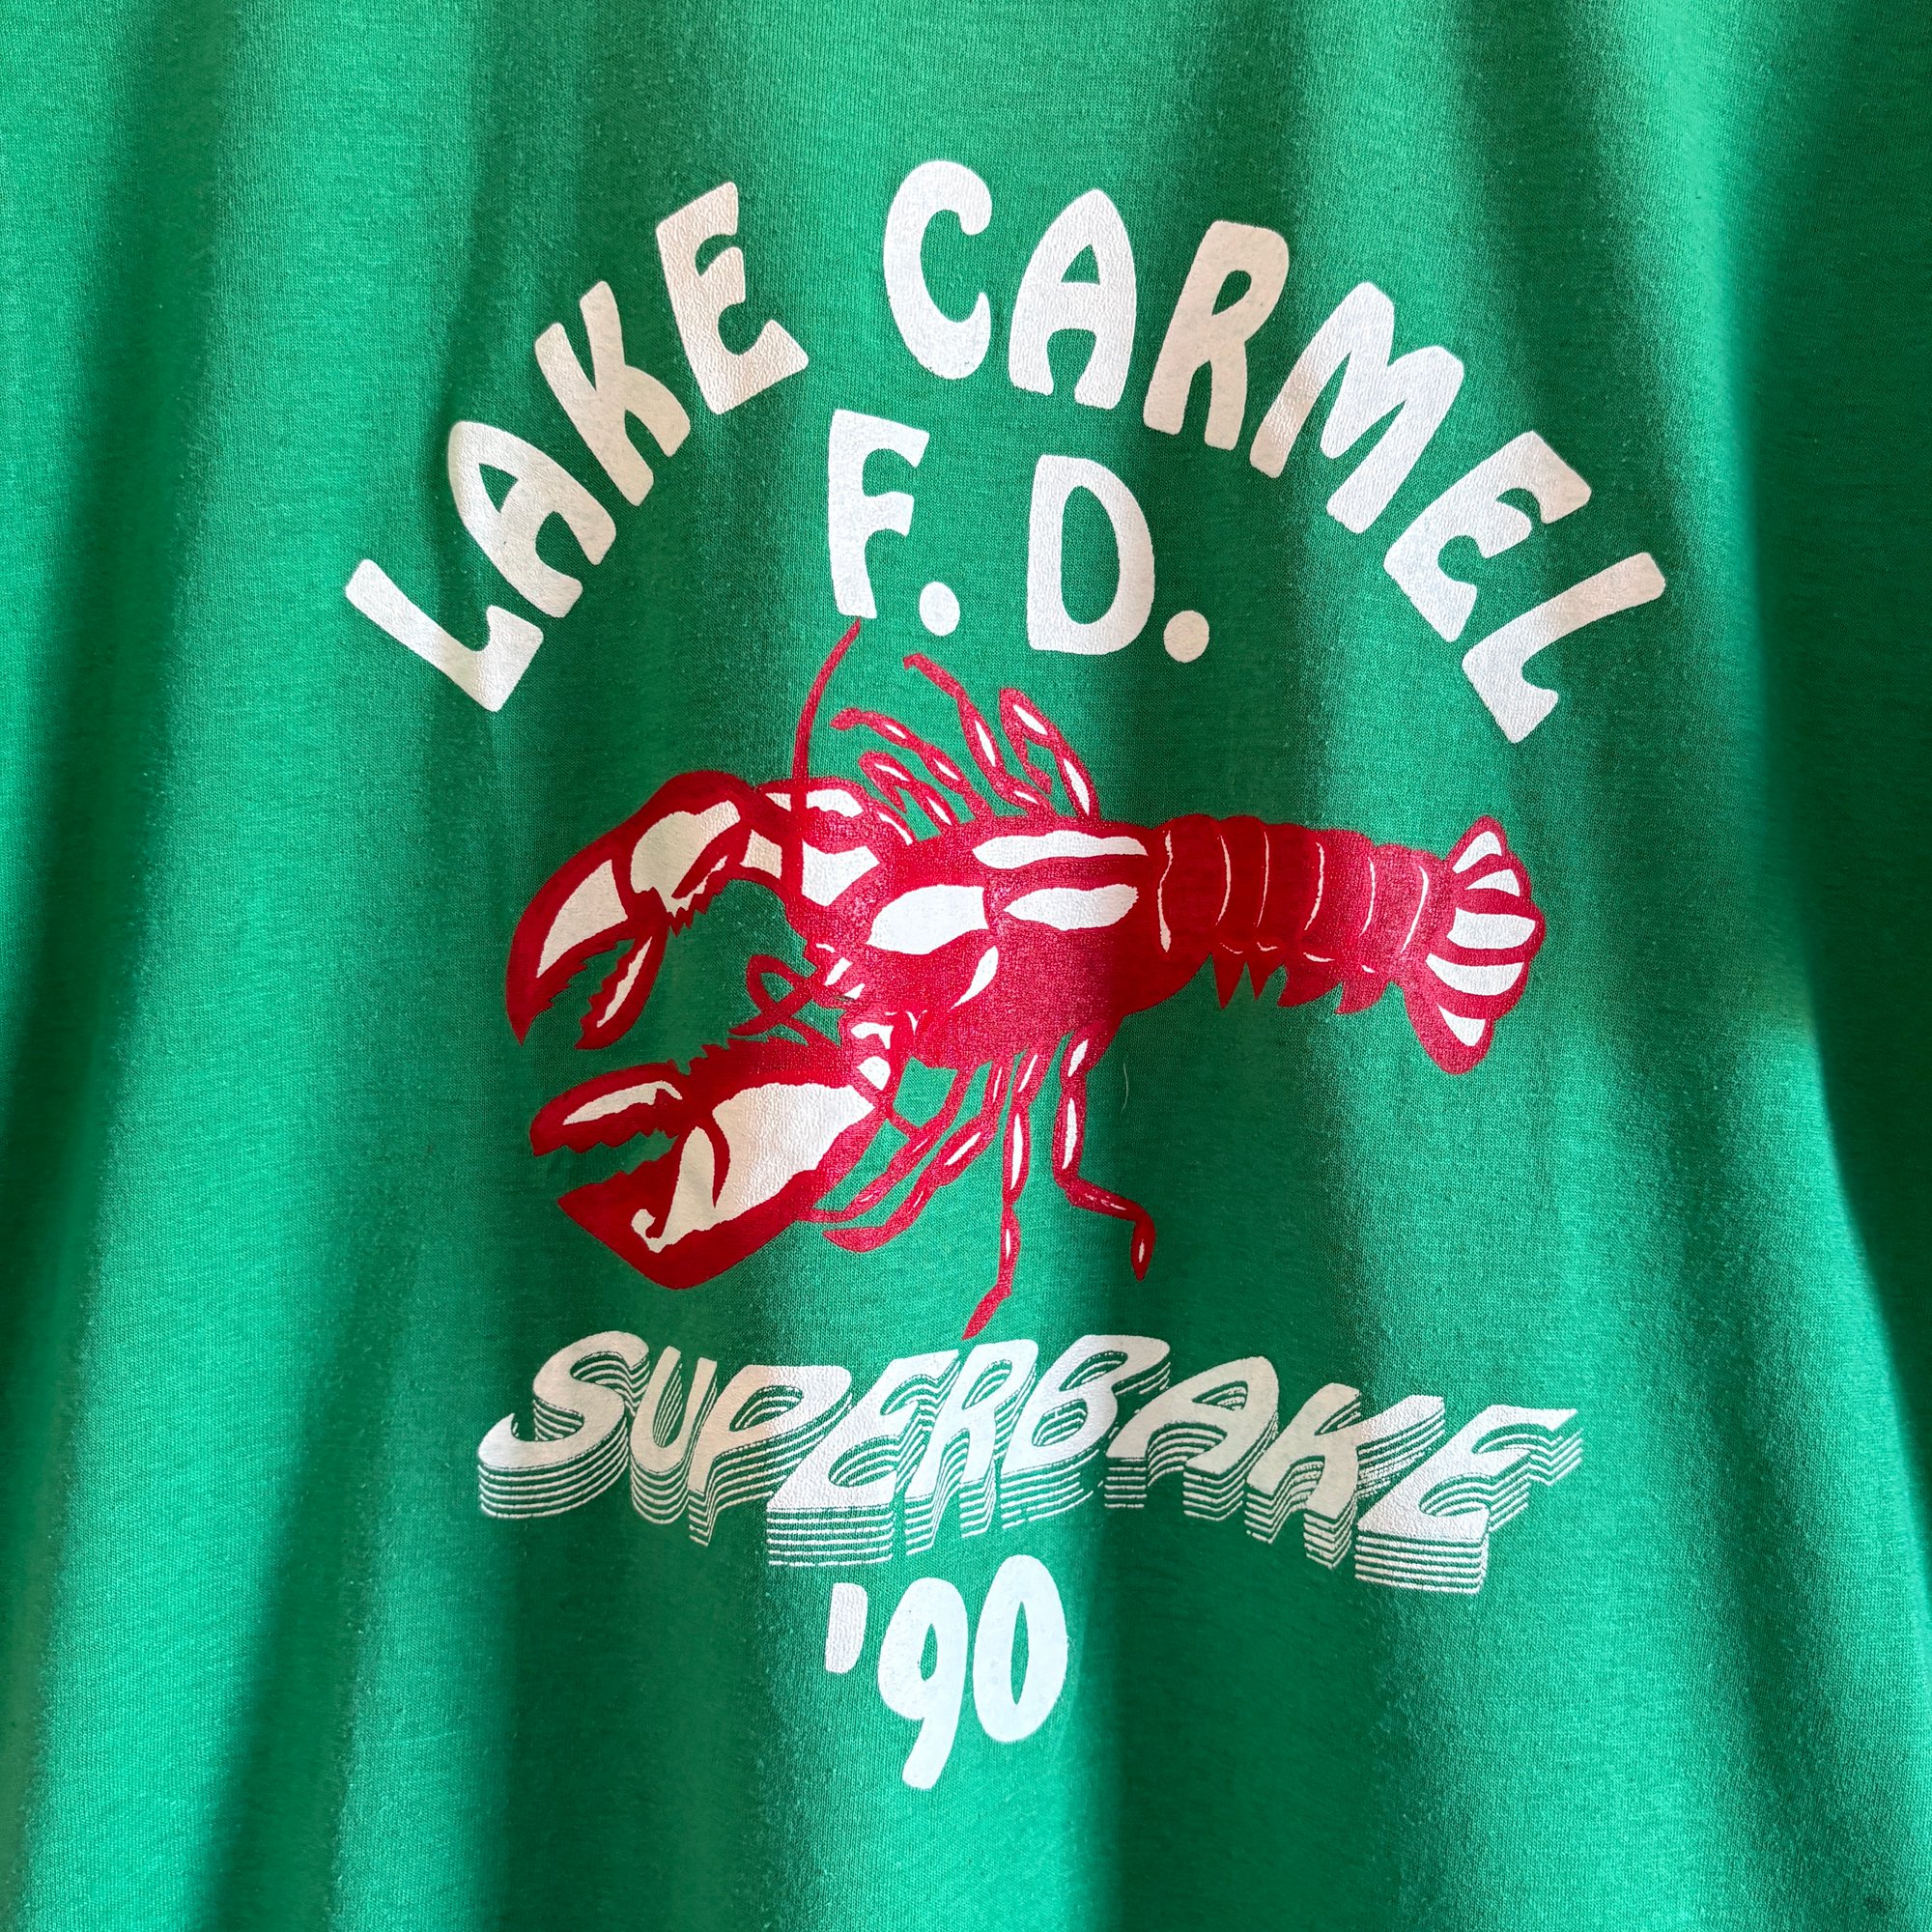 LAKE CARMEL
F.D.
SUPERBAKE
'90